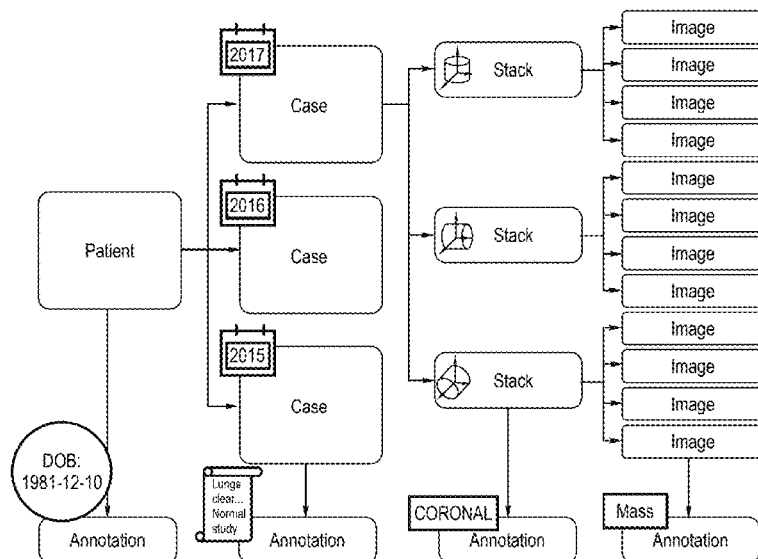 2017
Case
Stack
Image
Image
Image
Image
Patient
2016
Case
Stack
Image
Image
Image
Image
2015
Case
Stack
Image
Image
Image
Image
DOB:
1981-12-10
Annotation
Lungs
clear...
Normal
study
Annotation
CORONAL
Annotation
Mass
Annotation